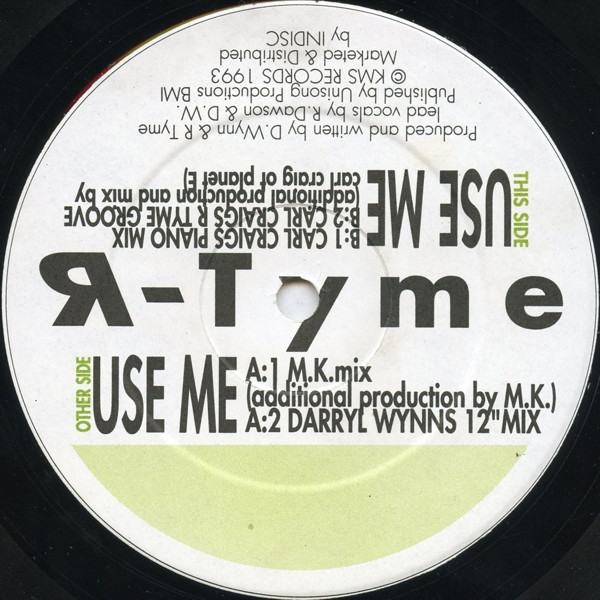 Я-Tyme
OTHER SIDE
USE ME
A:1 M.K.mix
(additional production by M.K.)
A:2 DARRYL WYNNS 12"MIX
THIS SIDE
USE ME
B:1 CARL CRAIGS PIANO MIX
B:2 CARL CRAIGS R TYME GROOVE
(additional production and mix by
carl craig of planet E)
Produced and written by D.Wynn & R Tyme
lead vocals by R.Dawson & D.W.
Published by Unisong Productions BMI
© KMS RECORDS 1993
Marketed & Distributed
by INDISC